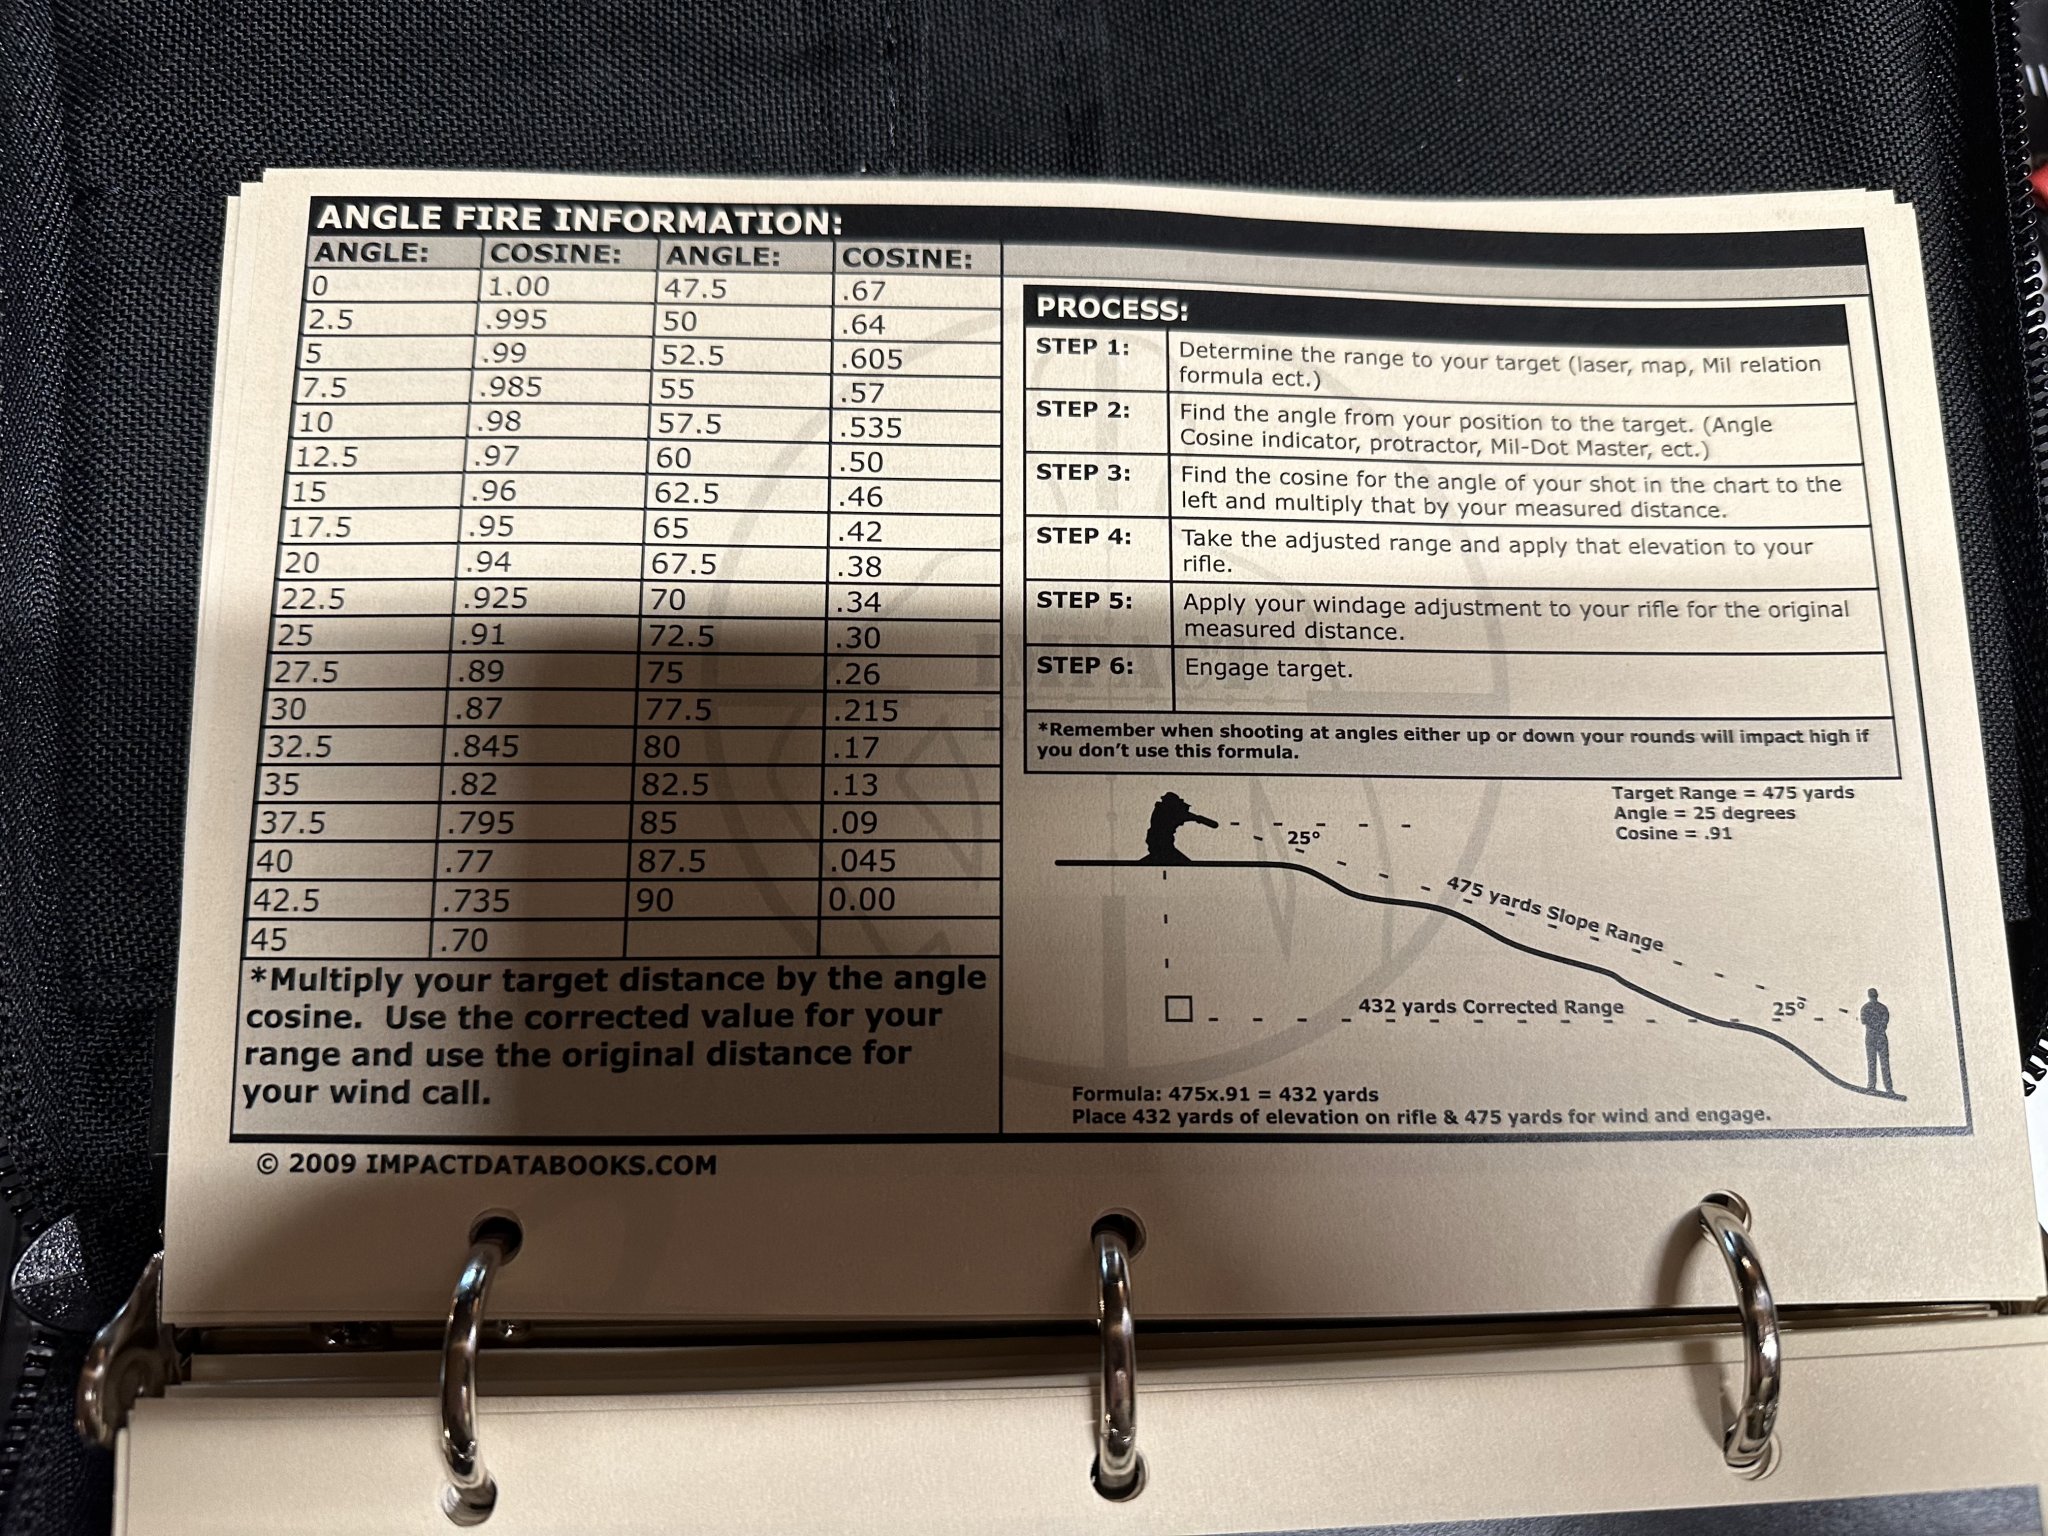 ANGLE FIRE INFORMATION:
ANGLE: COSINE: ANGLE: COSINE:
0 1.00 47.5 .67
2.5 .995 50 .64
5 .99 52.5 .605
7.5 .985 55 .57
10 .98 57.5 .535
12.5 .97 60 .50
15 .96 62.5 .46
17.5 .95 65 .42
20 .94 67.5 .38
22.5 .925 70 .34
25 .91 72.5 .30
27.5 .89 75 .26
30 .87 77.5 .215
32.5 .845 80 .17
35 .82 82.5 .13
37.5 .795 85 .09
40 .77 87.5 .045
42.5 .735 90 0.00
45 .70
*Multiply your target distance by the angle
cosine. Use the corrected value for your
range and use the original distance for
your wind call.
PROCESS:
STEP 1: Determine the range to your target (laser, map, Mil relation
formula ect.)
STEP 2: Find the angle from your position to the target. (Angle
Cosine indicator, protractor, Mil-Dot Master, ect.)
STEP 3: Find the cosine for the angle of your shot in the chart to the
left and multiply that by your measured distance.
STEP 4: Take the adjusted range and apply that elevation to your
rifle.
STEP 5: Apply your windage adjustment to your rifle for the original
measured distance.
STEP 6: Engage target.
*Remember when shooting at angles either up or down your rounds will impact high if
you don't use this formula.
Target Range = 475 yards
Angle = 25 degrees
Cosine = .91
25°
475 yards Slope Range
25°
432 yards Corrected Range
Formula: 475x.91 = 432 yards
Place 432 yards of elevation on rifle & 475 yards for wind and engage.
© 2009 IMPACTDATABOOKS.COM
IMPACT